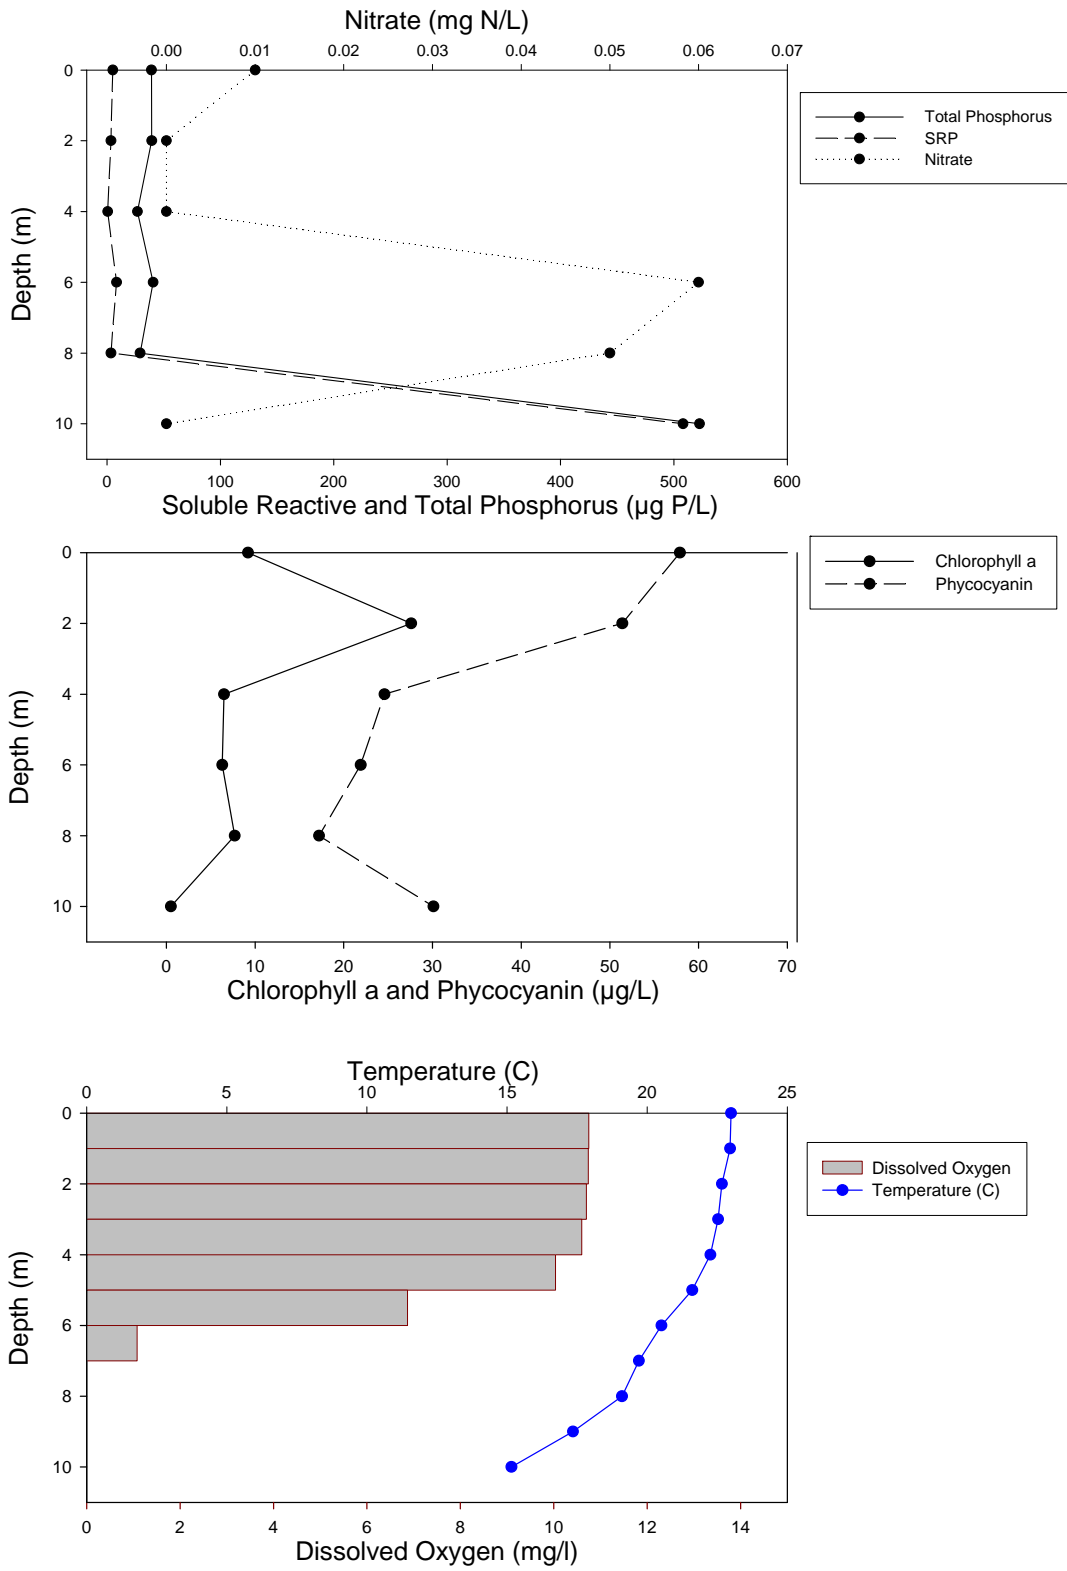 Nitrate (mg N/L)
0.00 0.01 0.02 0.03 0.04 0.05 0.06 0.07
0
2
4
6
8
10
Depth (m)
0 100 200 300 400 500 600
Soluble Reactive and Total Phosphorus (µg P/L)
Total Phosphorus
SRP
Nitrate
0
2
4
6
8
10
Depth (m)
0 10 20 30 40 50 60 70
Chlorophyll a and Phycocyanin (µg/L)
Chlorophyll a
Phycocyanin
Temperature (C)
0 5 10 15 20 25
0
2
4
6
8
10
Depth (m)
0 2 4 6 8 10 12 14
Dissolved Oxygen (mg/l)
Dissolved Oxygen
Temperature (C)